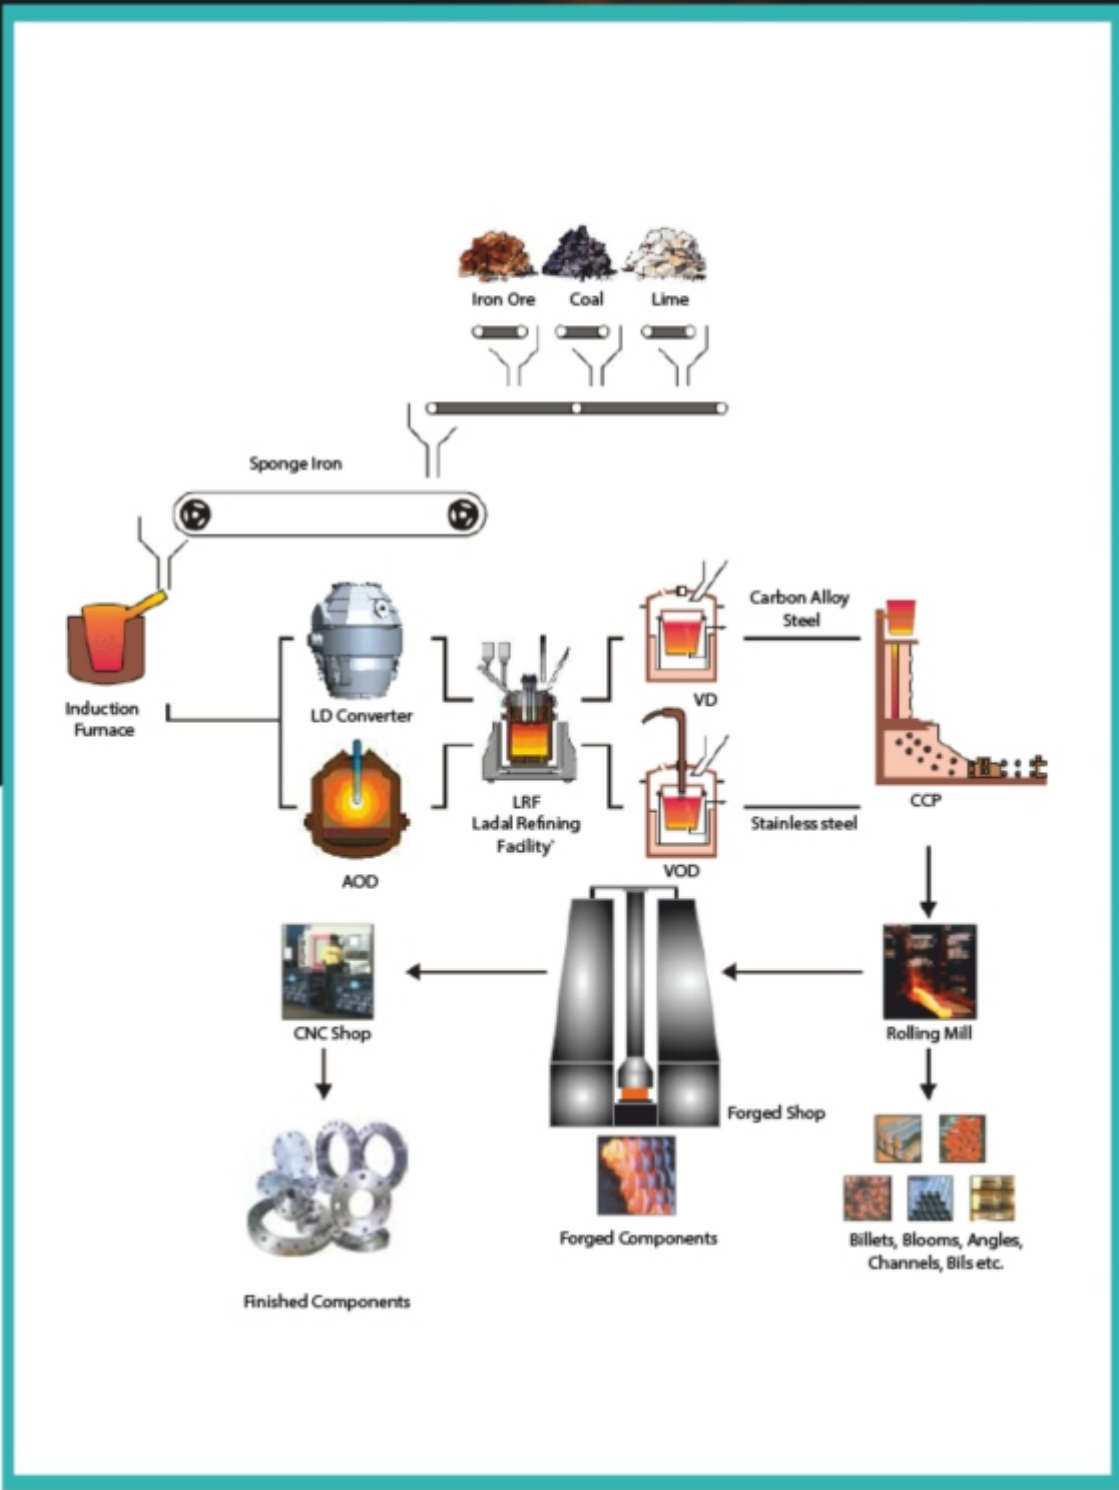 Iron Ore
Coal
Lime
Sponge Iron
Induction
Furnace
LD Converter
AOD
LRF
Ladal Refining
Facility'
VD
VOD
Carbon Alloy
Steel
Stainless steel
CCP
CNC Shop
Rolling Mill
Forged Shop
Forged Components
Billets, Blooms, Angles,
Channels, Bils etc.
Finished Components